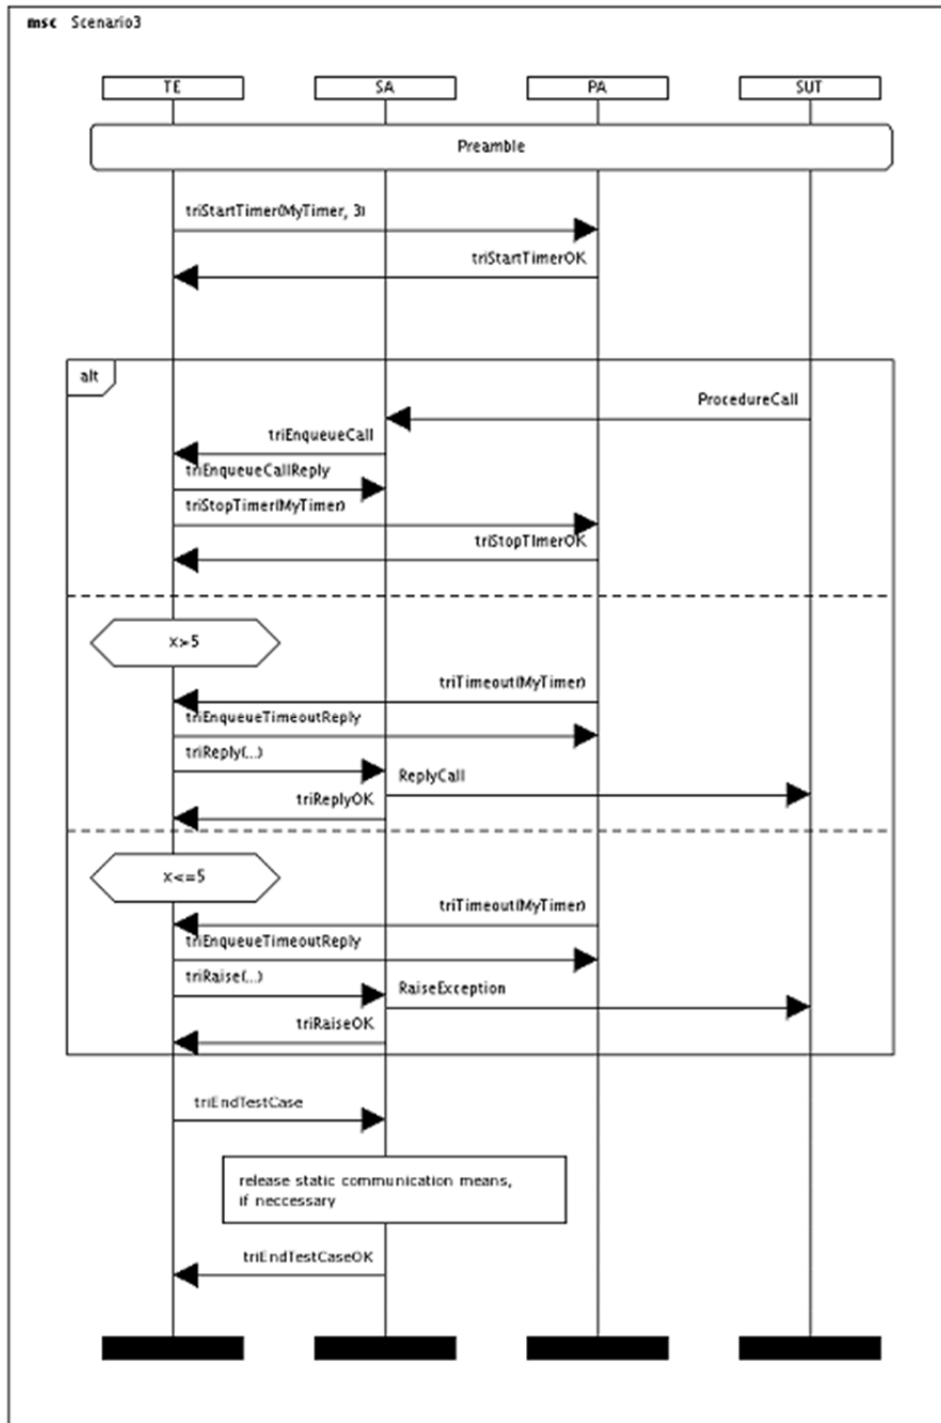 msc Scenario3
TE SA PA SUT
Preamble
triStartTimer(MyTimer, 3)
triStartTimerOK
alt
ProcedureCall
triEnqueueCall
triEnqueueCallReply
triStopTimer(MyTimer)
triStopTimerOK
x>5
triTimeout(MyTimer)
triEnqueueTimeoutReply
triReply(...)
ReplyCall
triReplyOK
x<=5
triTimeout(MyTimer)
triEnqueueTimeoutReply
triRaise(...)
RaiseException
triRaiseOK
triEndTestCase
release static communication means,
if neccessary
triEndTestCaseOK